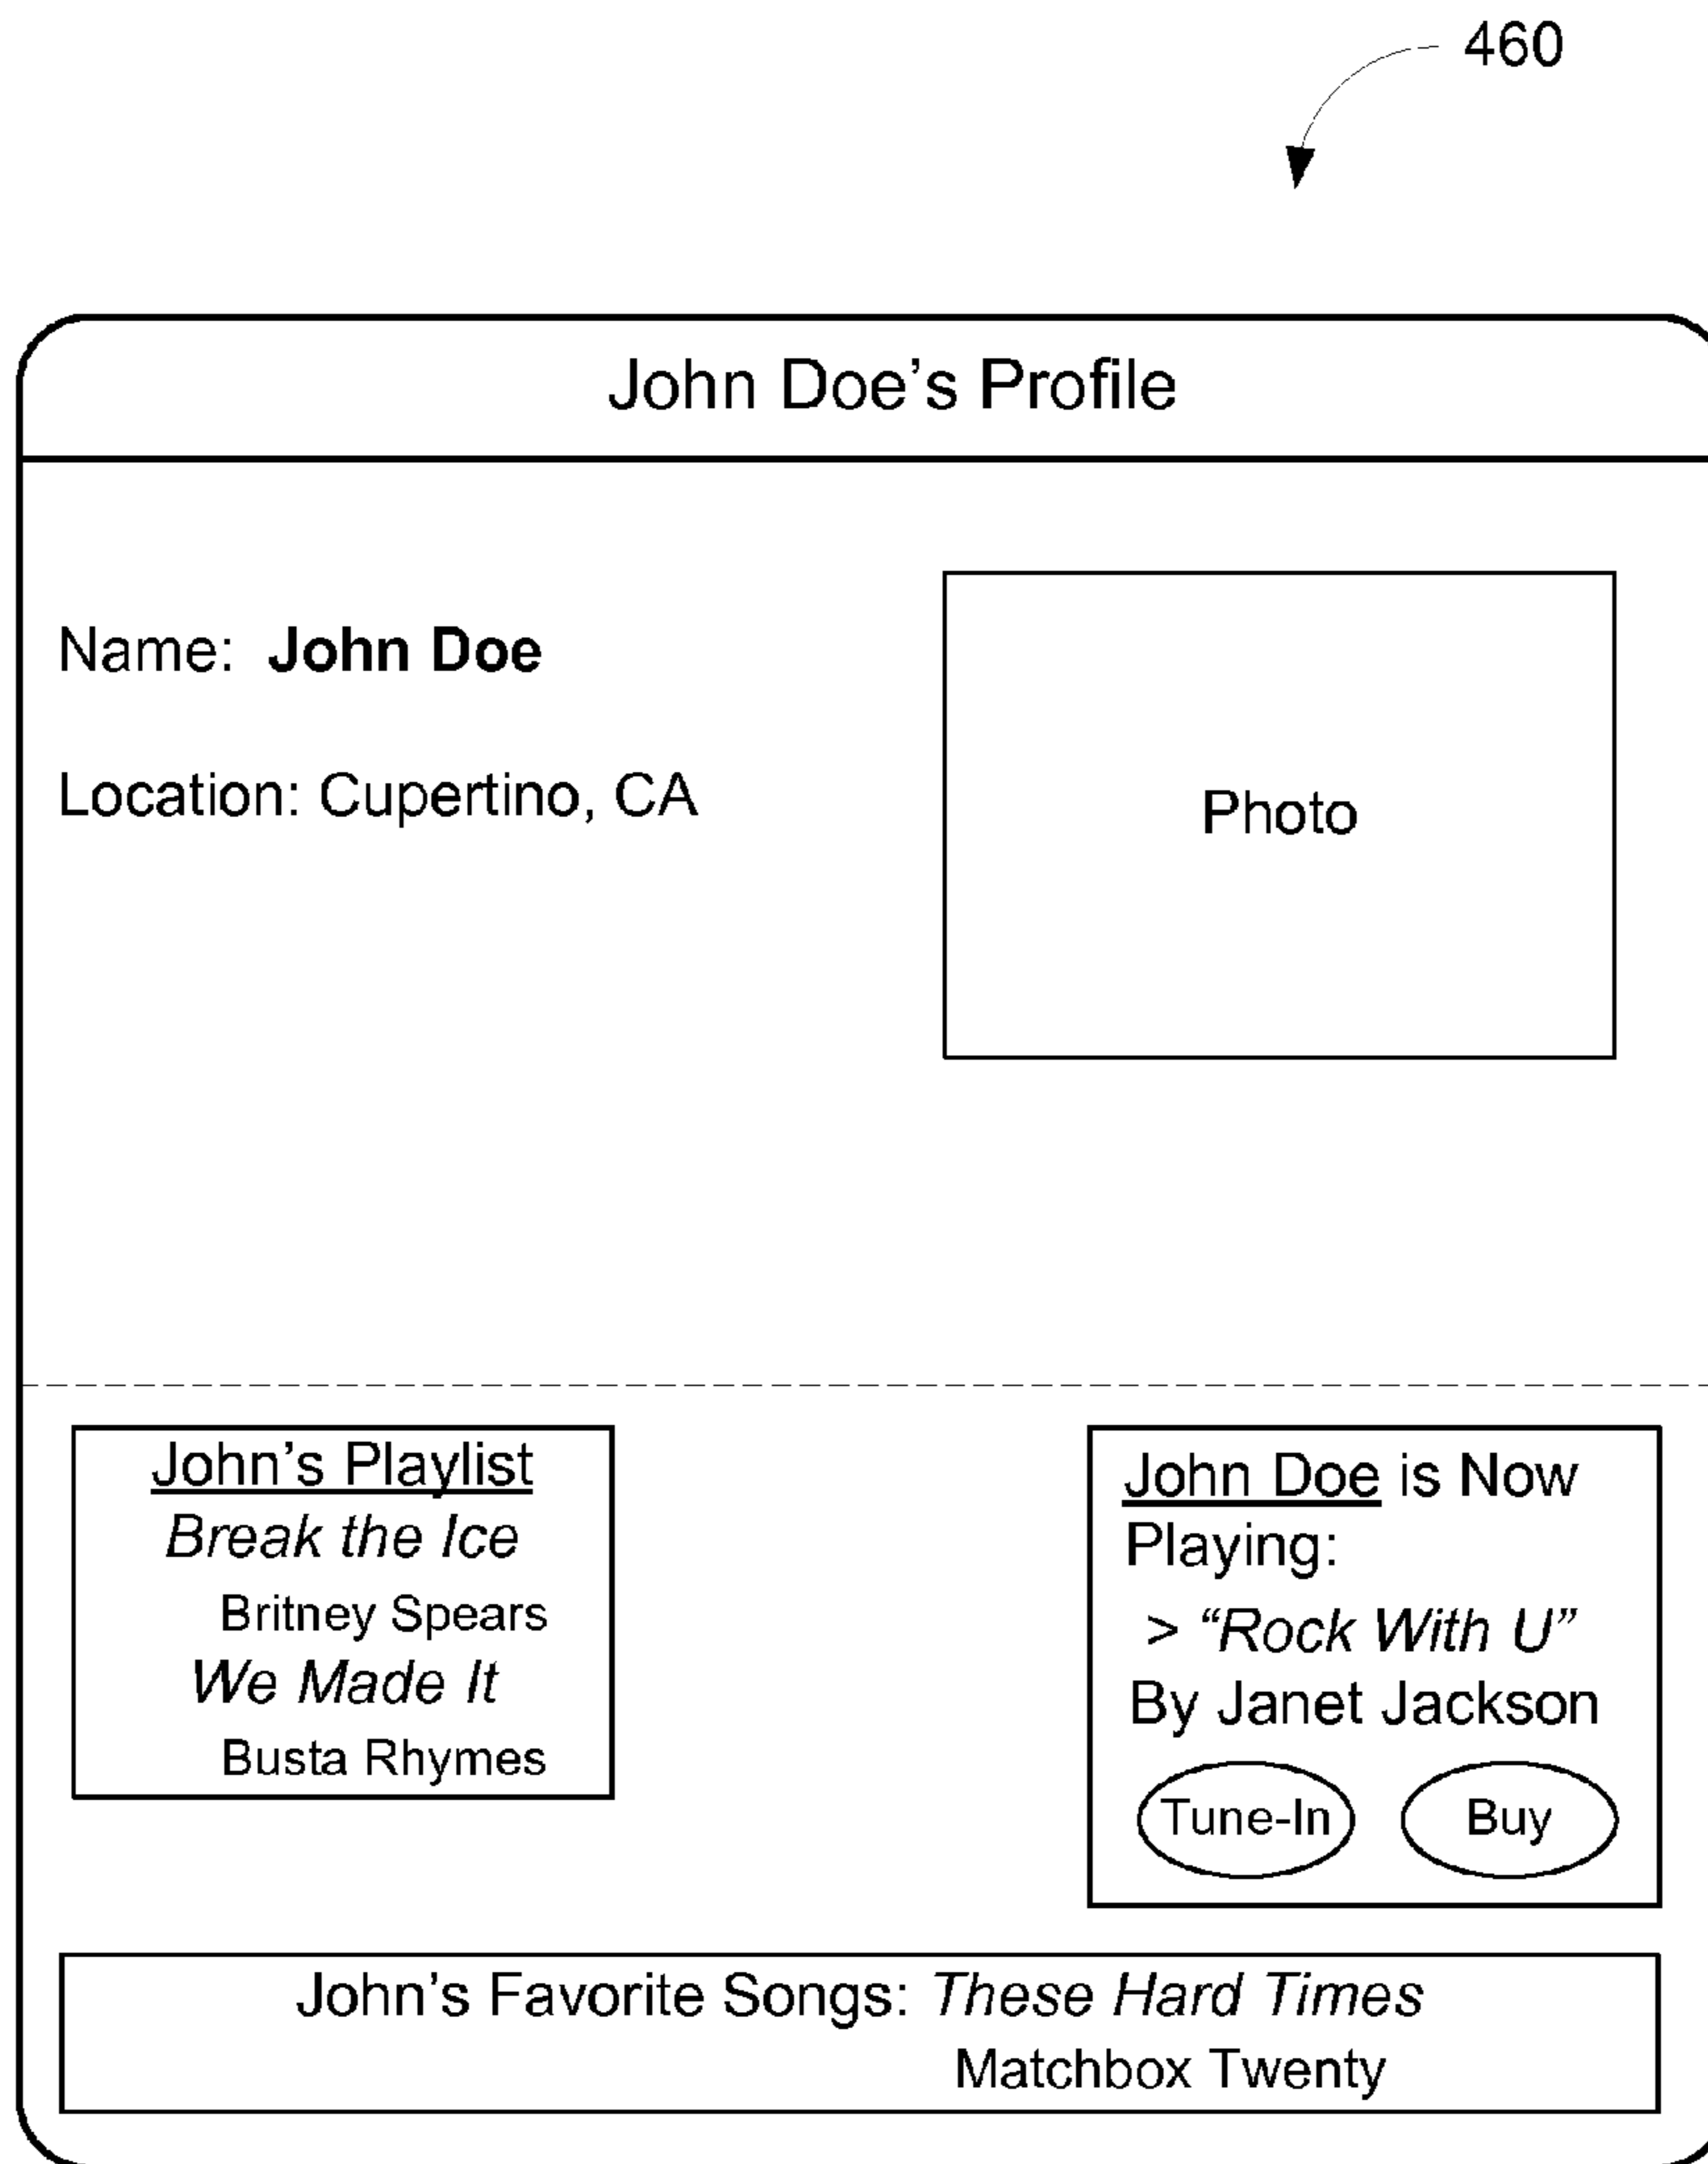 460
John Doe's Profile
Name: John Doe
Location: Cupertino, CA
Photo
John's Playlist
Break the Ice
Britney Spears
We Made It
Busta Rhymes
John Doe is Now
Playing:
> “Rock With U”
By Janet Jackson
Tune-In
Buy
John's Favorite Songs: These Hard Times
Matchbox Twenty